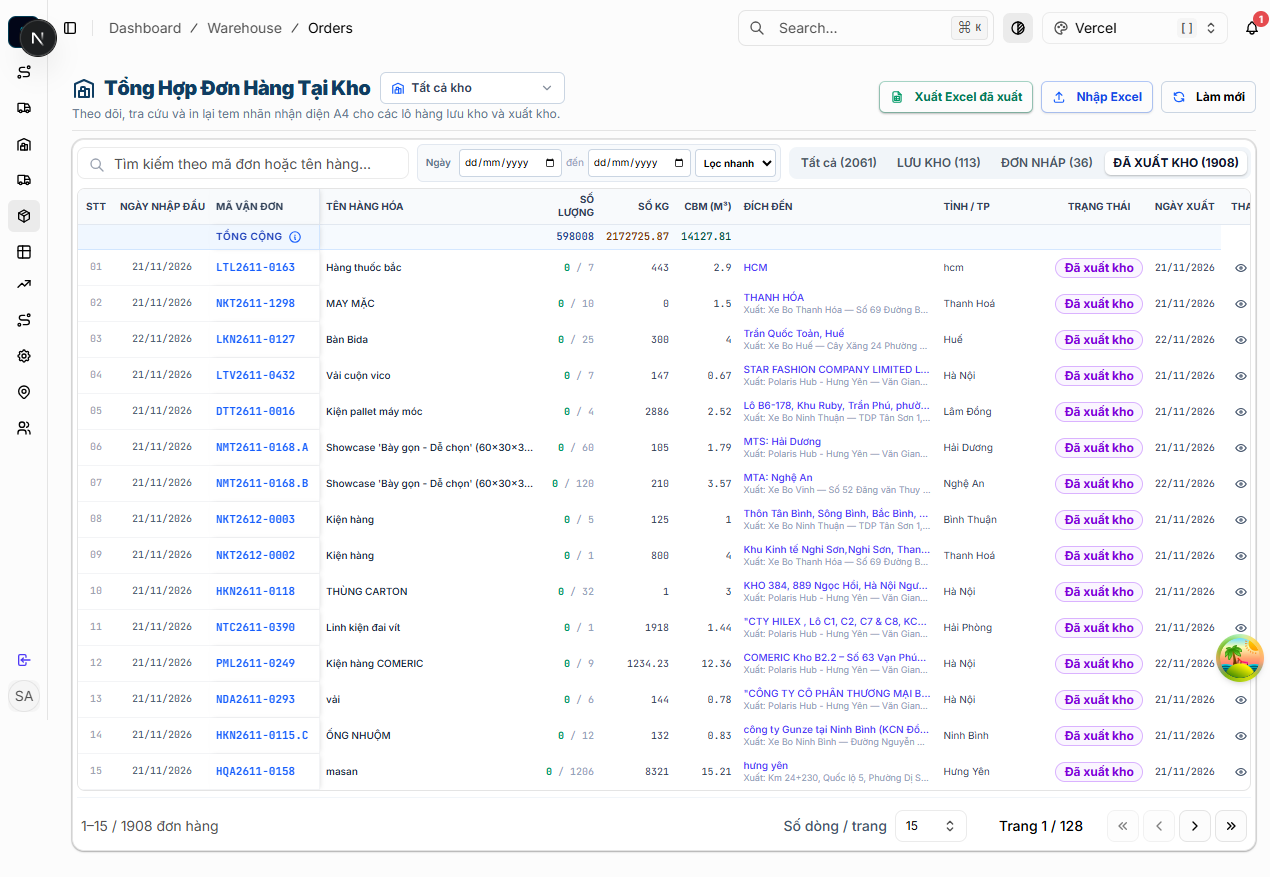 N
Dashboard / Warehouse / Orders
Search...
⌘ K
Vercel
[ ]
1
Tổng Hợp Đơn Hàng Tại Kho
Tất cả kho
Theo dõi, tra cứu và in lại tem nhãn nhận diện A4 cho các lô hàng lưu kho và xuất kho.
Xuất Excel đã xuất
Nhập Excel
Làm mới
Tìm kiếm theo mã đơn hoặc tên hàng...
Ngày dd/mm/yyyy đến dd/mm/yyyy Lọc nhanh
Tất cả (2061) LƯU KHO (113) ĐƠN NHÁP (36) ĐÃ XUẤT KHO (1908)
STT NGÀY NHẬP ĐẦU MÃ VẬN ĐƠN TÊN HÀNG HÓA SỐ LƯỢNG SỐ KG CBM (M³) ĐÍCH ĐẾN TỈNH / TP TRẠNG THÁI NGÀY XUẤT THA
TỔNG CỘNG 598008 2172725.87 14127.81
01 21/11/2026 LTL2611-0163 Hàng thuốc bắc 0 / 7 443 2.9 HCM hcm Đã xuất kho 21/11/2026
02 21/11/2026 NKT2611-1298 MAY MẶC 0 / 10 0 1.5 THANH HÓA Thanh Hoá Đã xuất kho 21/11/2026
Xuất: Xe Bo Thanh Hóa — Số 69 Đường B...
03 22/11/2026 LKN2611-0127 Bàn Bida 0 / 25 300 4 Trần Quốc Toản, Huế Huế Đã xuất kho 22/11/2026
Xuất: Xe Bo Huế — Cây Xăng 24 Phường ...
04 21/11/2026 LTV2611-0432 Vải cuộn vico 0 / 7 147 0.67 STAR FASHION COMPANY LIMITED L... Hà Nội Đã xuất kho 21/11/2026
Xuất: Polaris Hub - Hưng Yên — Văn Gian...
05 21/11/2026 DTT2611-0016 Kiện pallet máy móc 0 / 4 2886 2.52 Lô B6-178, Khu Ruby, Trần Phú, phườ... Lâm Đồng Đã xuất kho 21/11/2026
Xuất: Xe Bo Ninh Thuận — TDP Tân Sơn 1,...
06 21/11/2026 NMT2611-0168.A Showcase 'Bày gọn - Dễ chọn' (60×30×3... 0 / 60 105 1.79 MTS: Hải Dương Hải Dương Đã xuất kho 21/11/2026
Xuất: Polaris Hub - Hưng Yên — Văn Gian...
07 21/11/2026 NMT2611-0168.B Showcase 'Bày gọn - Dễ chọn' (60×30×3... 0 / 120 210 3.57 MTA: Nghệ An Nghệ An Đã xuất kho 22/11/2026
Xuất: Xe Bo Vinh — Số 52 Đăng văn Thuỵ ...
08 21/11/2026 NKT2612-0003 Kiện hàng 0 / 5 125 1 Thôn Tân Bình, Sông Bình, Bắc Bình, ... Bình Thuận Đã xuất kho 21/11/2026
Xuất: Xe Bo Ninh Thuận — TDP Tân Sơn 1,...
09 21/11/2026 NKT2612-0002 Kiện hàng 0 / 1 800 4 Khu Kinh tế Nghi Sơn,Nghi Sơn, Than... Thanh Hoá Đã xuất kho 21/11/2026
Xuất: Xe Bo Thanh Hóa — Số 69 Đường B...
10 21/11/2026 HKN2611-0118 THÙNG CARTON 0 / 32 1 3 KHO 384, 889 Ngọc Hồi, Hà Nội Ngư... Hà Nội Đã xuất kho 21/11/2026
Xuất: Polaris Hub - Hưng Yên — Văn Gian...
11 21/11/2026 NTC2611-0390 Linh kiện đai vít 0 / 1 1918 1.44 "CTY HILEX , Lô C1, C2, C7 & C8, KC... Hải Phòng Đã xuất kho 21/11/2026
Xuất: Polaris Hub - Hưng Yên — Văn Gian...
12 22/11/2026 PML2611-0249 Kiện hàng COMERIC 0 / 9 1234.23 12.36 COMERIC Kho B2.2 – Số 63 Vạn Phú... Hà Nội Đã xuất kho 22/11/2026
Xuất: Polaris Hub - Hưng Yên — Văn Gian...
13 21/11/2026 NDA2611-0293 vải 0 / 6 144 0.78 "CÔNG TY CỔ PHẦN THƯƠNG MẠI B... Hà Nội Đã xuất kho 21/11/2026
Xuất: Polaris Hub - Hưng Yên — Văn Gian...
14 21/11/2026 HKN2611-0115.C ỐNG NHUỘM 0 / 12 132 0.83 công ty Gunze tại Ninh Bình (KCN Đồ... Ninh Bình Đã xuất kho 21/11/2026
Xuất: Xe Bo Ninh Bình — Đường Nguyễn ...
15 21/11/2026 HQA2611-0158 masan 0 / 1206 8321 15.21 hưng yên Hưng Yên Đã xuất kho 21/11/2026
Xuất: Km 24+230, Quốc lộ 5, Phường Dị S...
SA
1–15 / 1908 đơn hàng
Số dòng / trang 15
Trang 1 / 128